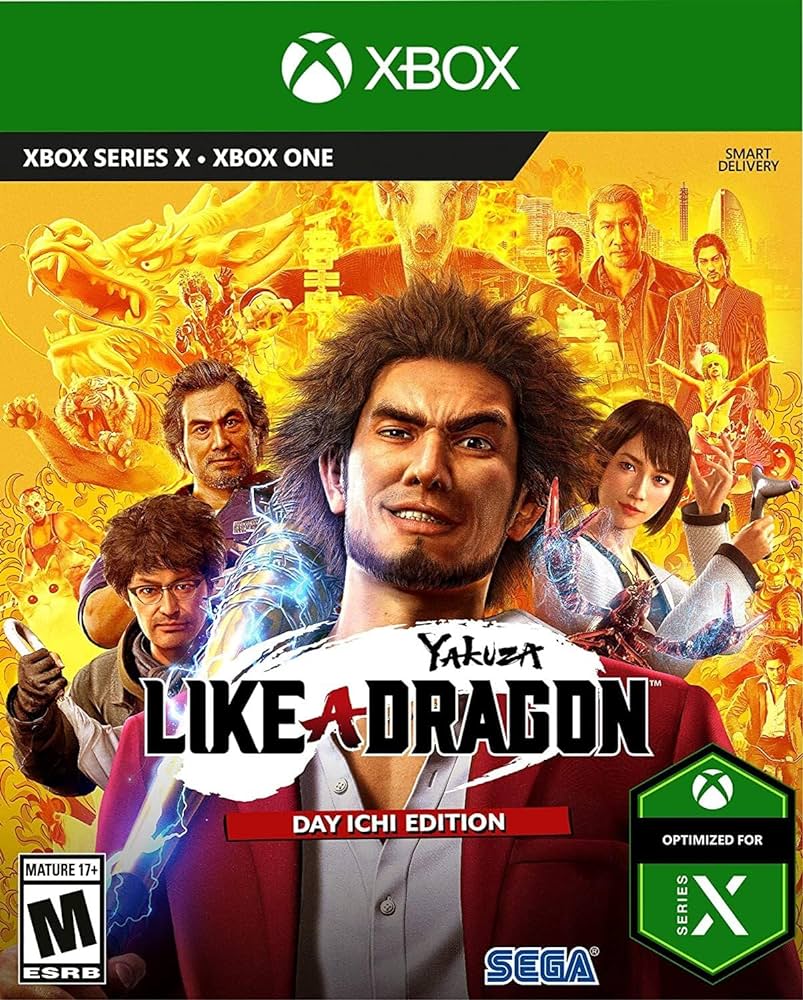 XBOX
XBOX SERIES X • XBOX ONE
SMART
DELIVERY
YAKUZA
LIKE A DRAGON™
DAY ICHI EDITION
MATURE 17+
M
ESRB
SEGA®
OPTIMIZED FOR
SERIES X